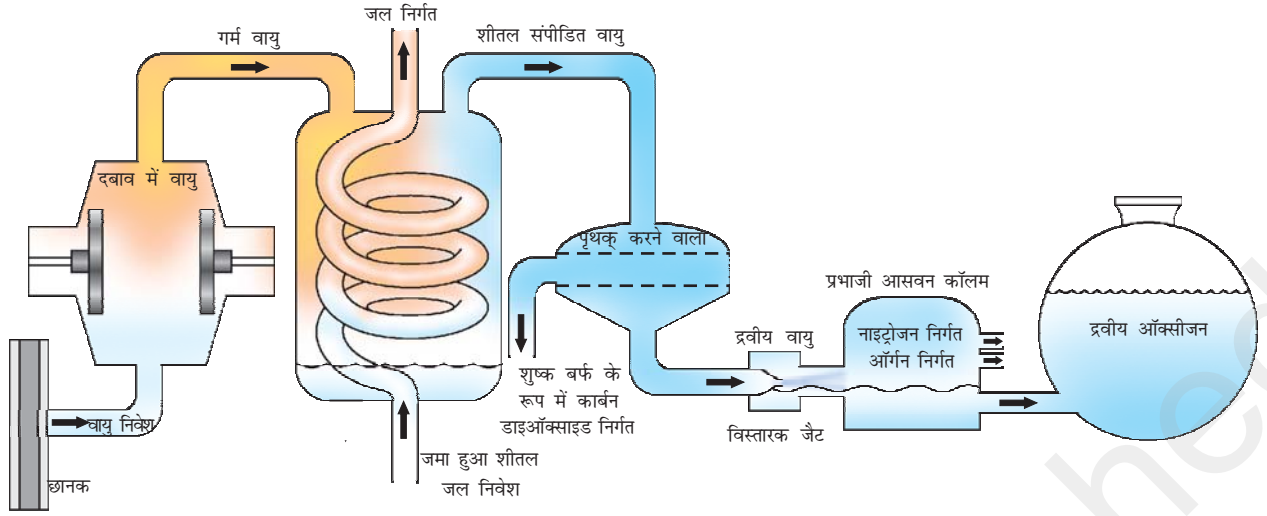 जल निर्गत
गर्म वायु
शीतल संपीडित वायु
दबाव में वायु
पृथक् करने वाला
प्रभाजी आसवन कॉलम
द्रवीय वायु
नाइट्रोजन निर्गत
ऑर्गन निर्गत
द्रवीय ऑक्सीजन
शुष्क बर्फ के
रूप में कार्बन
डाइऑक्साइड निर्गत
वायु निवेश
विस्तारक जैट
जमा हुआ शीतल
जल निवेश
छानक